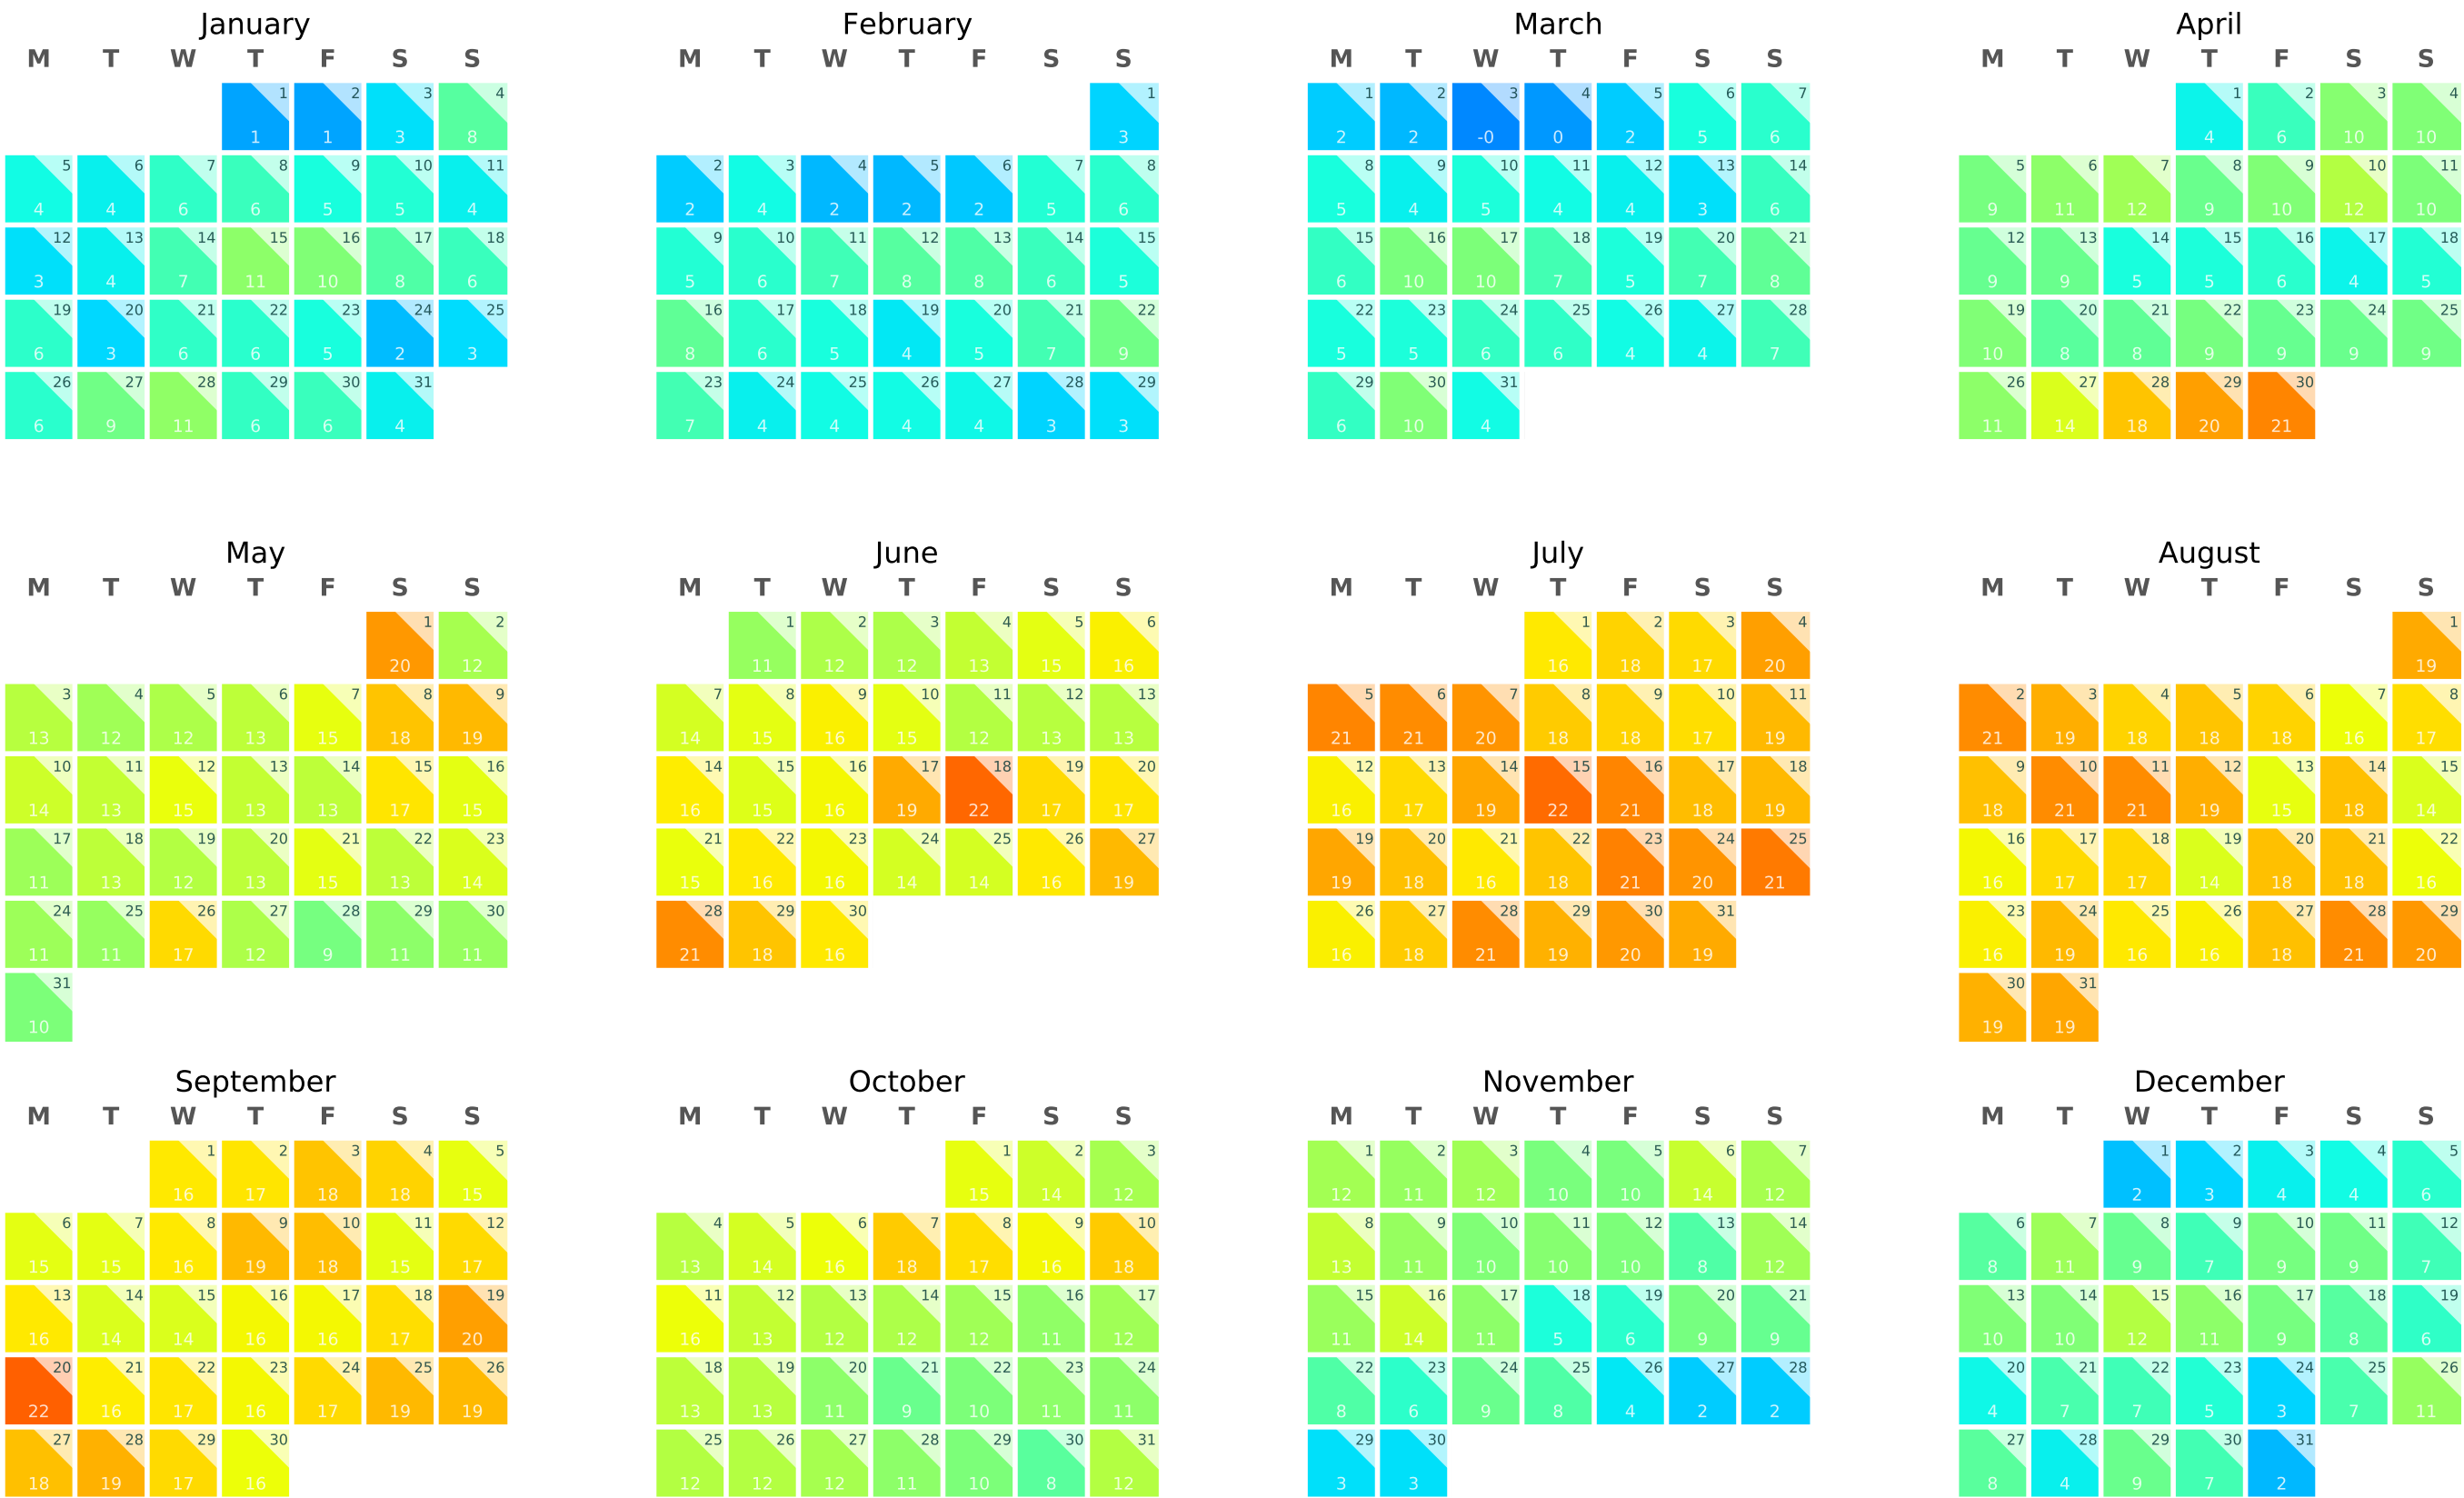 January February March April
M T W T F S S M T W T F S S M T W T F S S M T W T F S S
1 2 3 4 1 1 2 3 4 5 6 7 1 2 3 4
1 1 3 8 3 2 2 -0 0 2 5 6 4 6 10 10
5 6 7 8 9 10 11 2 3 4 5 6 7 8 8 9 10 11 12 13 14 5 6 7 8 9 10 11
4 4 6 6 5 5 4 2 4 2 2 2 5 6 5 4 5 4 4 3 6 9 11 12 9 10 12 10
12 13 14 15 16 17 18 9 10 11 12 13 14 15 15 16 17 18 19 20 21 12 13 14 15 16 17 18
3 4 7 11 10 8 6 5 6 7 8 8 6 5 6 10 10 7 5 7 8 9 9 5 5 6 4 5
19 20 21 22 23 24 25 16 17 18 19 20 21 22 22 23 24 25 26 27 28 19 20 21 22 23 24 25
6 3 6 6 5 2 3 8 6 5 4 5 7 9 5 5 6 6 4 4 7 10 8 8 9 9 9 9
26 27 28 29 30 31 23 24 25 26 27 28 29 29 30 31 26 27 28 29 30
6 9 11 6 6 4 7 4 4 4 4 3 3 6 10 4 11 14 18 20 21
May June July August
M T W T F S S M T W T F S S M T W T F S S M T W T F S S
1 2 1 2 3 4 5 6 1 2 3 4 1
20 12 11 12 12 13 15 16 16 18 17 20 19
3 4 5 6 7 8 9 7 8 9 10 11 12 13 5 6 7 8 9 10 11 2 3 4 5 6 7 8
13 12 12 13 15 18 19 14 15 16 15 12 13 13 21 21 20 18 18 17 19 21 19 18 18 18 16 17
10 11 12 13 14 15 16 14 15 16 17 18 19 20 12 13 14 15 16 17 18 9 10 11 12 13 14 15
14 13 15 13 13 17 15 16 15 16 19 22 17 17 16 17 19 22 21 18 19 18 21 21 19 15 18 14
17 18 19 20 21 22 23 21 22 23 24 25 26 27 19 20 21 22 23 24 25 16 17 18 19 20 21 22
11 13 12 13 15 13 14 15 16 16 14 14 16 19 19 18 16 18 21 20 21 16 17 17 14 18 18 16
24 25 26 27 28 29 30 28 29 30 26 27 28 29 30 31 23 24 25 26 27 28 29
11 11 17 12 9 11 11 21 18 16 16 18 21 19 20 19 16 19 16 16 18 21 20
31 30 31
10 19 19
September October November December
M T W T F S S M T W T F S S M T W T F S S M T W T F S S
1 2 3 4 5 1 2 3 1 2 3 4 5 6 7 1 2 3 4 5
16 17 18 18 15 15 14 12 12 11 12 10 10 14 12 2 3 4 4 6
6 7 8 9 10 11 12 4 5 6 7 8 9 10 8 9 10 11 12 13 14 6 7 8 9 10 11 12
15 15 16 19 18 15 17 13 14 16 18 17 16 18 13 11 10 10 10 8 12 8 11 9 7 9 9 7
13 14 15 16 17 18 19 11 12 13 14 15 16 17 15 16 17 18 19 20 21 13 14 15 16 17 18 19
16 14 14 16 16 17 20 16 13 12 12 12 11 12 11 14 11 5 6 9 9 10 10 12 11 9 8 6
20 21 22 23 24 25 26 18 19 20 21 22 23 24 22 23 24 25 26 27 28 20 21 22 23 24 25 26
22 16 17 16 17 19 19 13 13 11 9 10 11 11 8 6 9 8 4 2 2 4 7 7 5 3 7 11
27 28 29 30 25 26 27 28 29 30 31 29 30 27 28 29 30 31
18 19 17 16 12 12 12 11 10 8 12 3 3 8 4 9 7 2